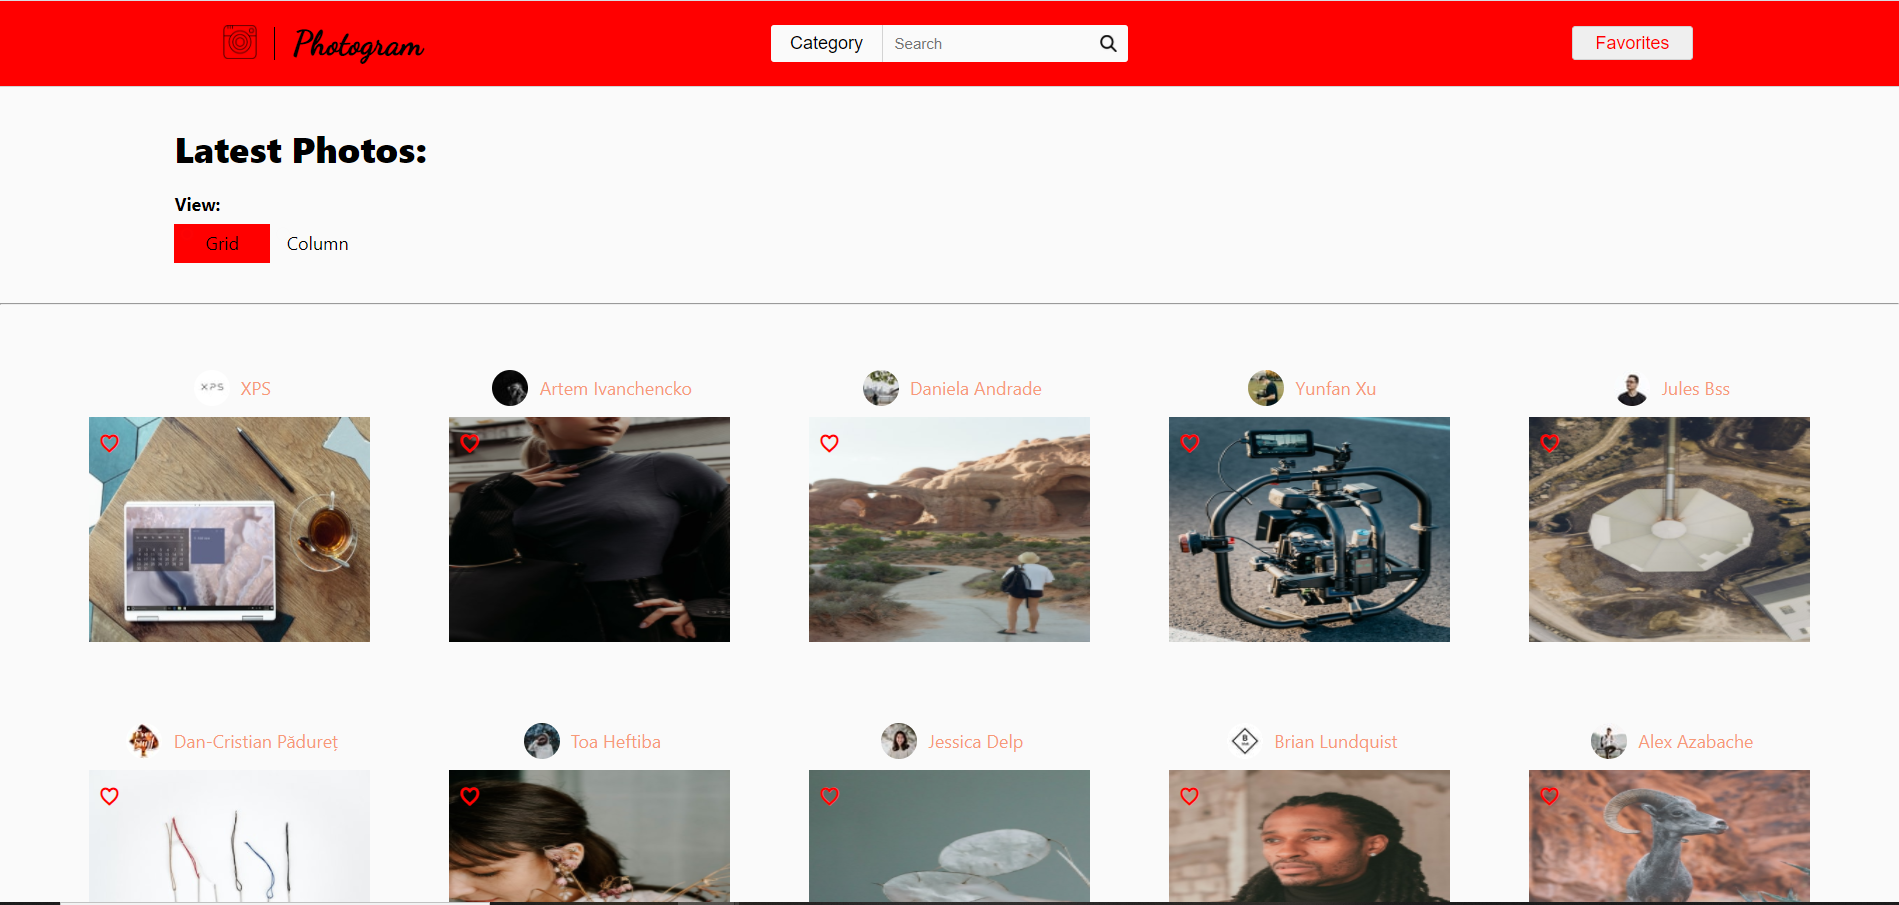 Photogram
Category
Search
Favorites
Latest Photos:
View:
Grid
Column
XPS
XPS
Artem Ivanchencko
Daniela Andrade
Yunfan Xu
Jules Bss
Dan-Cristian Pădureț
Toa Heftiba
Jessica Delp
Brian Lundquist
Alex Azabache